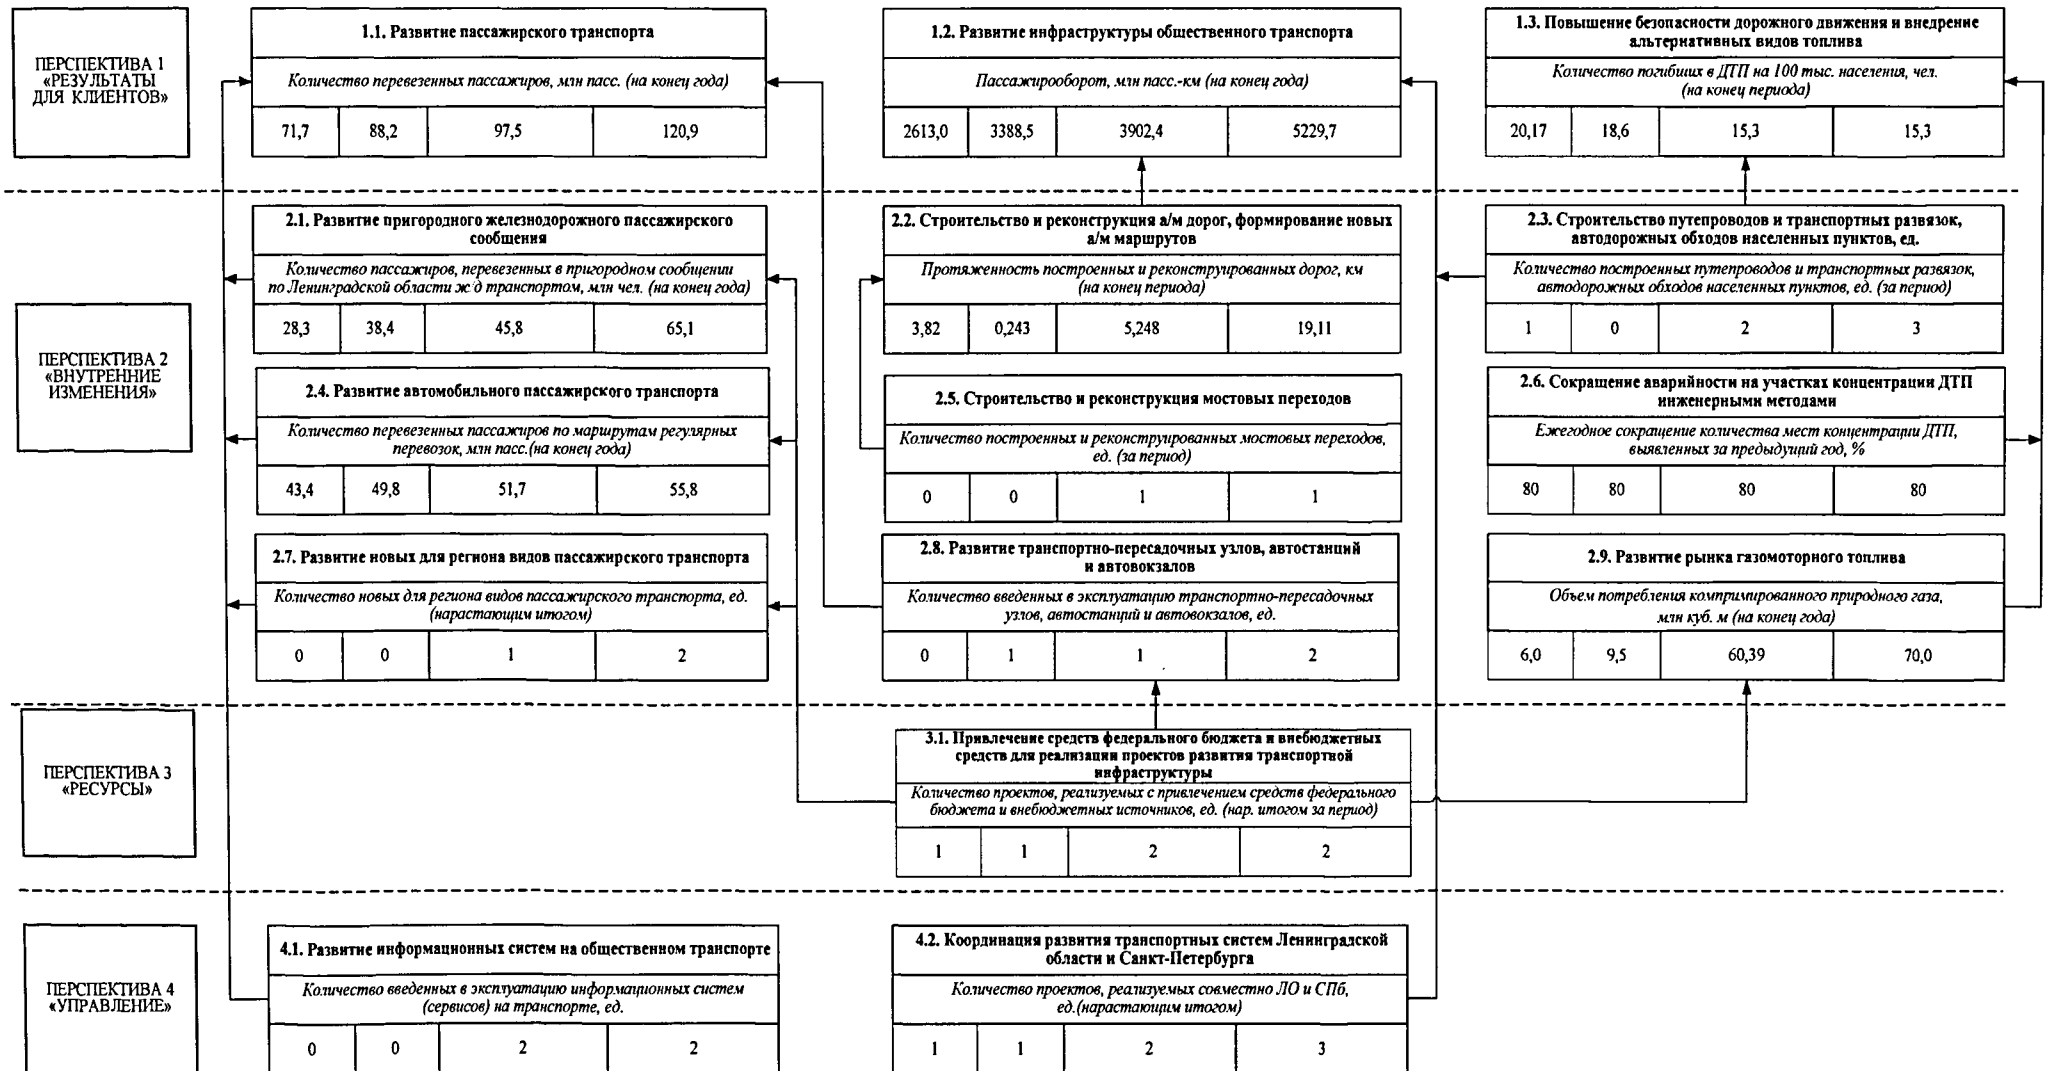 ПЕРСПЕКТИВА 1
«РЕЗУЛЬТАТЫ
ДЛЯ КЛИЕНТОВ»
1.1. Развитие пассажирского транспорта
Количество перевезенных пассажиров, млн пасс. (на конец года)
71,7 88,2 97,5 120,9
1.2. Развитие инфраструктуры общественного транспорта
Пассажирооборот, млн пасс.-км (на конец года)
2613,0 3388,5 3902,4 5229,7
1.3. Повышение безопасности дорожного движения и внедрение
альтернативных видов топлива
Количество погибших в ДТП на 100 тыс. населения, чел.
(на конец периода)
20,17 18,6 15,3 15,3
ПЕРСПЕКТИВА 2
«ВНУТРЕННИЕ
ИЗМЕНЕНИЯ»
2.1. Развитие пригородного железнодорожного пассажирского
сообщения
Количество пассажиров, перевезенных в пригородном сообщении
по Ленинградской области ж д транспортом, млн чел. (на конец года)
28,3 38,4 45,8 65,1
2.2. Строительство и реконструкция а/м дорог, формирование новых
а/м маршрутов
Протяженность построенных и реконструированных дорог, км
(на конец периода)
3,82 0,243 5,248 19,11
2.3. Строительство путепроводов и транспортных развязок,
автодорожных обходов населенных пунктов, ед.
Количество построенных путепроводов и транспортных развязок,
автодорожных обходов населенных пунктов, ед. (за период)
1 0 2 3
2.4. Развитие автомобильного пассажирского транспорта
Количество перевезенных пассажиров по маршрутам регулярных
перевозок, млн пасс.(на конец года)
43,4 49,8 51,7 55,8
2.5. Строительство и реконструкция мостовых переходов
Количество построенных и реконструированных мостовых переходов,
ед. (за период)
0 0 1 1
2.6. Сокращение аварийности на участках концентрации ДТП
инженерными методами
Ежегодное сокращение количества мест концентрации ДТП,
выявленных за предыдущий год, %
80 80 80 80
2.7. Развитие новых для региона видов пассажирского транспорта
Количество новых для региона видов пассажирского транспорта, ед.
(нарастающим итогом)
0 0 1 2
2.8. Развитие транспортно-пересадочных узлов, автостанций
и автовокзалов
Количество введенных в эксплуатацию транспортно-пересадочных
узлов, автостанций и автовокзалов, ед.
0 1 1 2
2.9. Развитие рынка газомоторного топлива
Объем потребления компримированного природного газа,
млн куб. м (на конец года)
6,0 9,5 60,39 70,0
ПЕРСПЕКТИВА 3
«РЕСУРСЫ»
3.1. Привлечение средств федерального бюджета и внебюджетных
средств для реализации проектов развития транспортной
инфраструктуры
Количество проектов, реализуемых с привлечением средств федерального
бюджета и внебюджетных источников, ед. (нар. итогом за период)
1 1 2 2
ПЕРСПЕКТИВА 4
«УПРАВЛЕНИЕ»
4.1. Развитие информационных систем на общественном транспорте
Количество введенных в эксплуатацию информационных систем
(сервисов) на транспорте, ед.
0 0 2 2
4.2. Координация развития транспортных систем Ленинградской
области и Санкт-Петербурга
Количество проектов, реализуемых совместно ЛО и СПб,
ед.(нарастающим итогом)
1 1 2 3